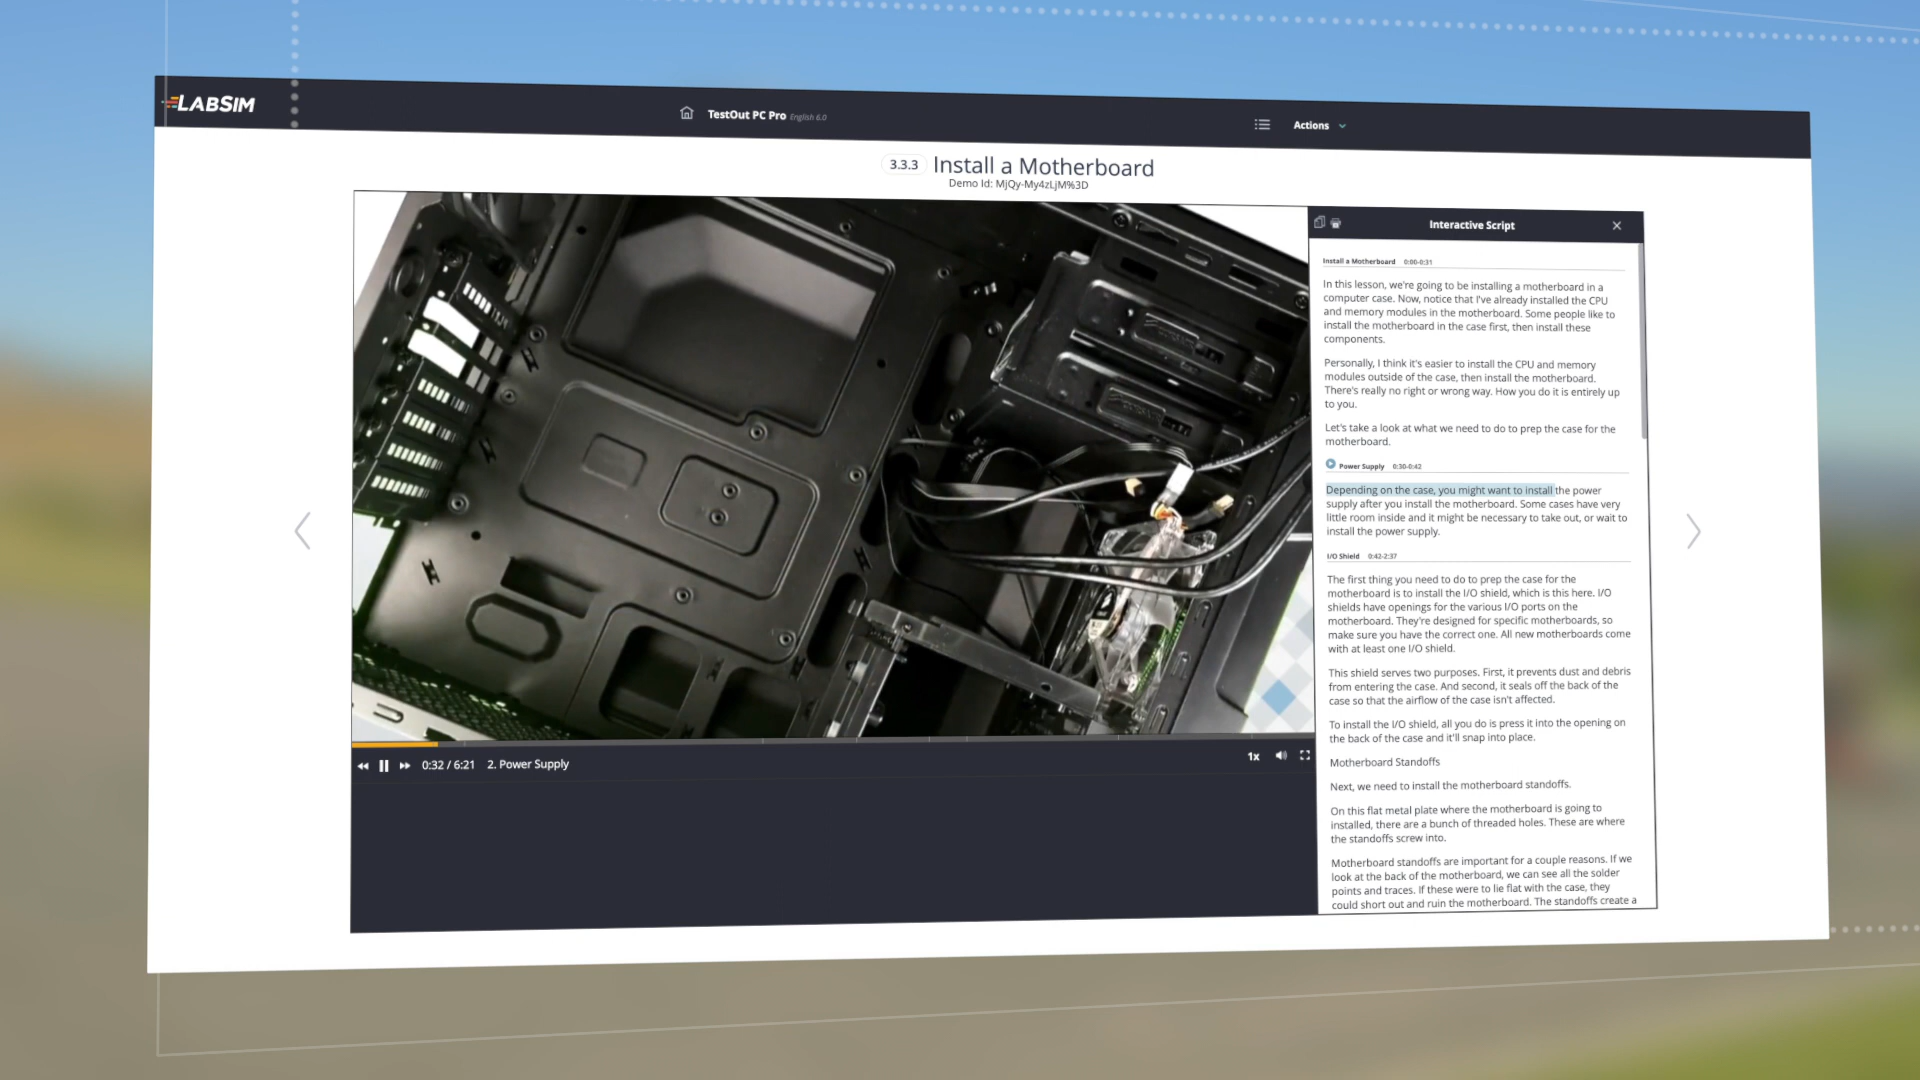 LABSIM
TestOut PC Pro English 6.0
Actions
3.3.3 Install a Motherboard
Demo Id: MjQy-My4zLjM%3D
Interactive Script
Install a Motherboard 0:00-0:31
In this lesson, we're going to be installing a motherboard in a
computer case. Now, notice that I've already installed the CPU
and memory modules in the motherboard. Some people like to
install the motherboard in the case first, then install these
components.
Personally, I think it's easier to install the CPU and memory
modules outside of the case, then install the motherboard.
There's really no right or wrong way. How you do it is entirely up
to you.
Let's take a look at what we need to do to prep the case for the
motherboard.
Power Supply 0:30-0:42
Depending on the case, you might want to install the power
supply after you install the motherboard. Some cases have very
little room inside and it might be necessary to take out, or wait to
install the power supply.
I/O Shield 0:42-2:37
The first thing you need to do to prep the case for the
motherboard is to install the I/O shield, which is this here. I/O
shields have openings for the various I/O ports on the
motherboard. They're designed for specific motherboards, so
make sure you have the correct one. All new motherboards come
with at least one I/O shield.
This shield serves two purposes. First, it prevents dust and debris
from entering the case. And second, it seals off the back of the
case so that the airflow of the case isn't affected.
To install the I/O shield, all you do is press it into the opening on
the back of the case and it'll snap into place.
Motherboard Standoffs
Next, we need to install the motherboard standoffs.
On this flat metal plate where the motherboard is going to
installed, there are a bunch of threaded holes. These are where
the standoffs screw into.
Motherboard standoffs are important for a couple reasons. If we
look at the back of the motherboard, we can see all the solder
points and traces. If these were to lie flat with the case, they
could short out and ruin the motherboard. The standoffs create a
0:32 / 6:21 2. Power Supply
1x